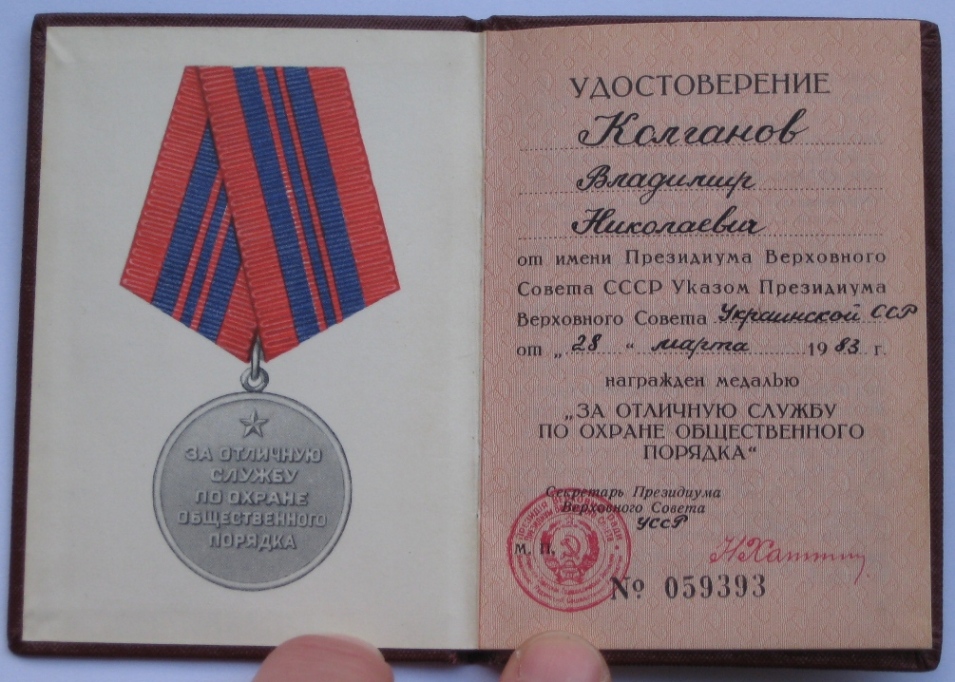 ЗА ОТЛИЧНУЮ
СЛУЖБУ
ПО ОХРАНЕ
ОБЩЕСТВЕННОГО
ПОРЯДКА
УДОСТОВЕРЕНИЕ
Колганов
Владимир
Николаевич
от имени Президиума Верховного
Совета СССР Указом Президиума
Верховного Совета Украинской ССР
от „ 28 “ марта 1983 г.
награжден медалью
„ЗА ОТЛИЧНУЮ СЛУЖБУ
ПО ОХРАНЕ ОБЩЕСТВЕННОГО
ПОРЯДКА“
Секретарь Президиума
Верховного Совета
УССР
М. П.
№ 059393